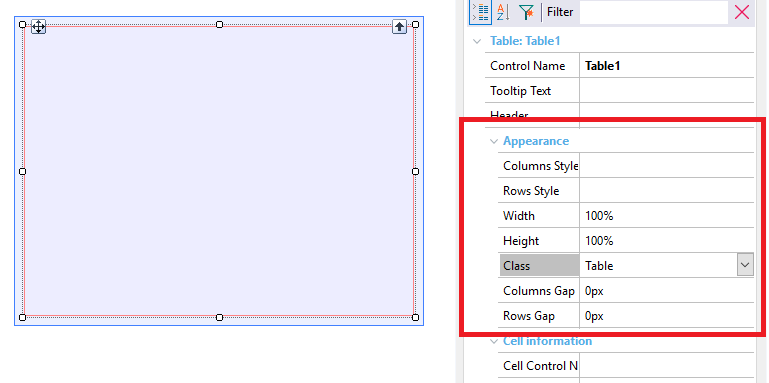 A Z Filter
Table: Table1
Control Name Table1
Tooltip Text
Header
Appearance
Columns Style
Rows Style
Width 100%
Height 100%
Class Table
Columns Gap 0px
Rows Gap 0px
Cell information
Cell Control N